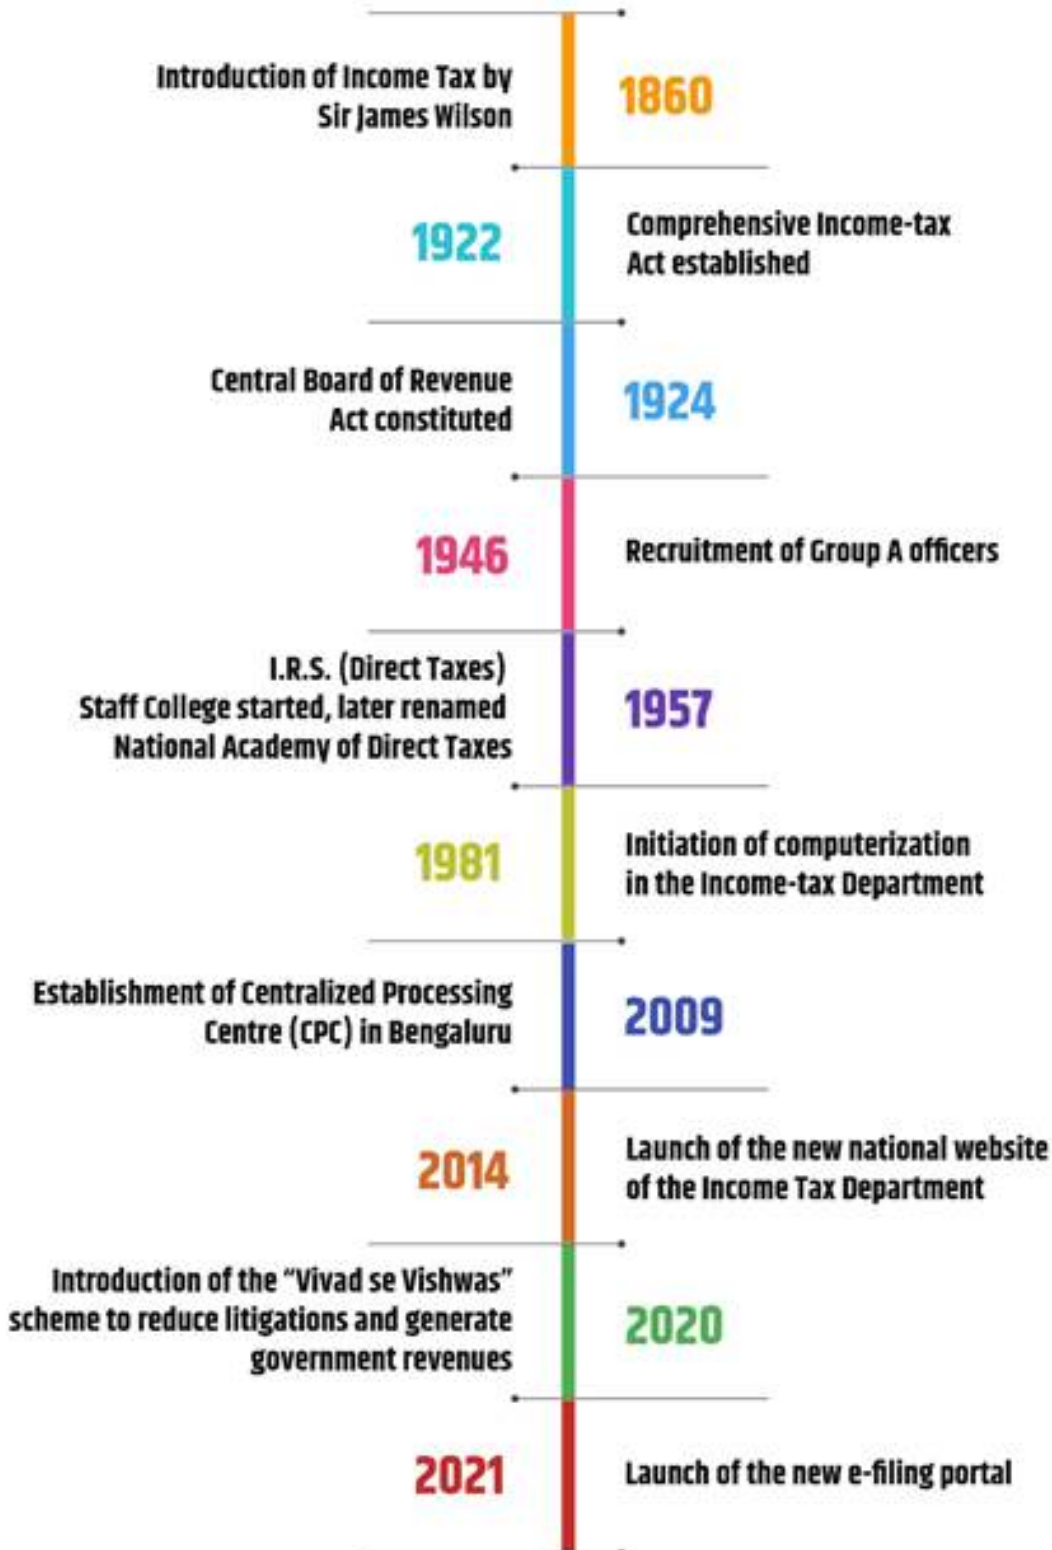 Introduction of Income Tax by
Sir James Wilson
1860
1922
Comprehensive Income-tax
Act established
Central Board of Revenue
Act constituted
1924
1946
Recruitment of Group A officers
I.R.S. (Direct Taxes)
Staff College started, later renamed
National Academy of Direct Taxes
1957
1981
Initiation of computerization
in the Income-tax Department
Establishment of Centralized Processing
Centre (CPC) in Bengaluru
2009
2014
Launch of the new national website
of the Income Tax Department
Introduction of the “Vivad se Vishwas”
scheme to reduce litigations and generate
government revenues
2020
2021
Launch of the new e-filing portal